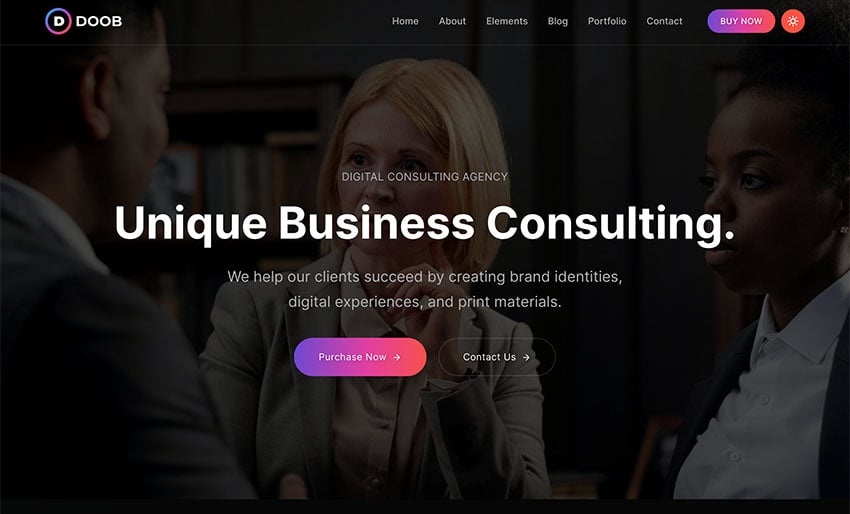 D DOOB
Home About Elements Blog Portfolio Contact BUY NOW
DIGITAL CONSULTING AGENCY
Unique Business Consulting.
We help our clients succeed by creating brand identities,
digital experiences, and print materials.
Purchase Now → Contact Us →